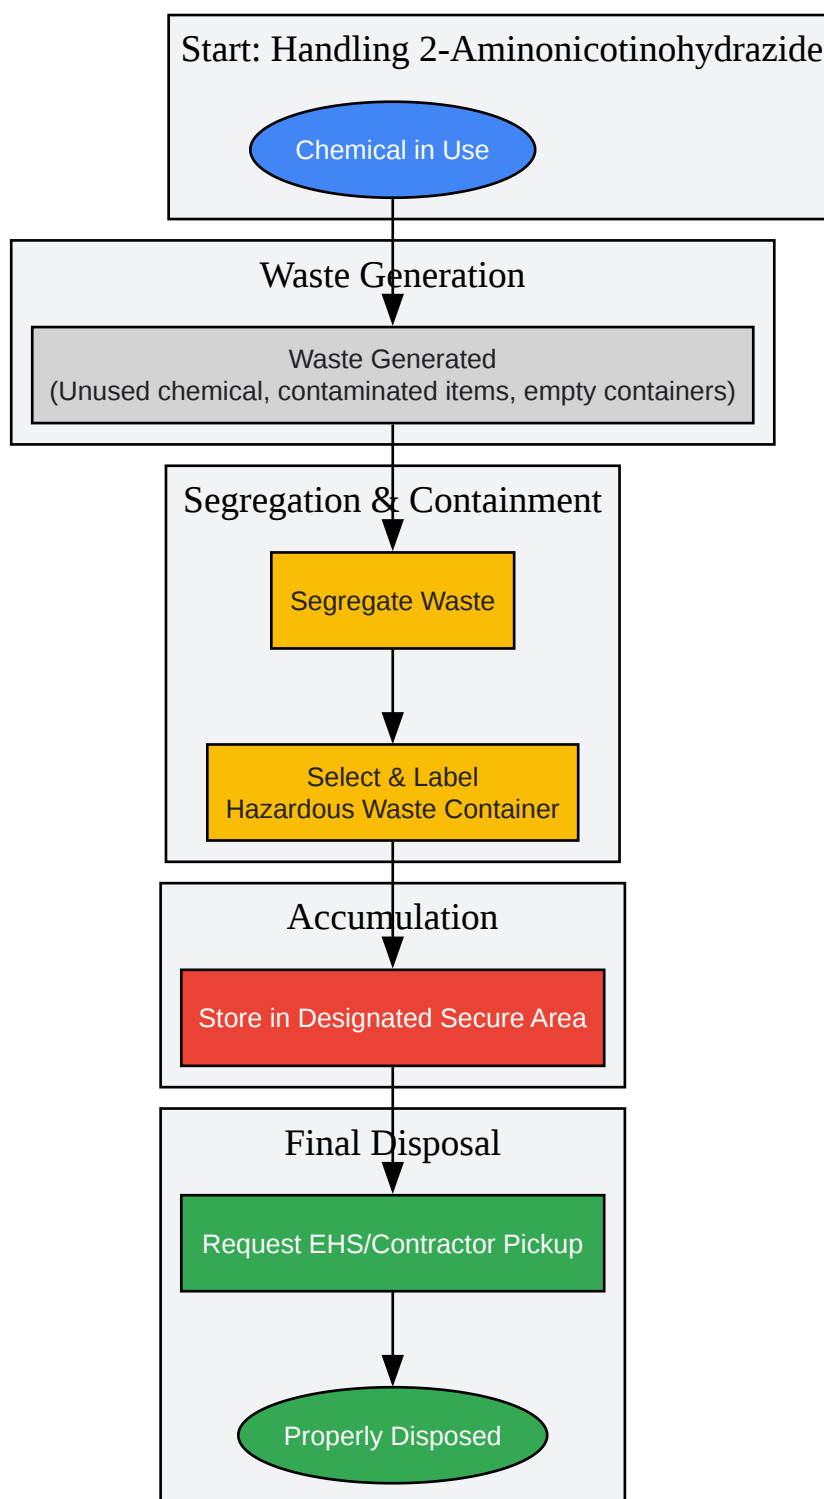 Start: Handling 2-Aminonicotinohydrazide
Chemical in Use
Waste Generation
Waste Generated
(Unused chemical, contaminated items, empty containers)
Segregation & Containment
Segregate Waste
Select & Label
Hazardous Waste Container
Accumulation
Store in Designated Secure Area
Final Disposal
Request EHS/Contractor Pickup
Properly Disposed